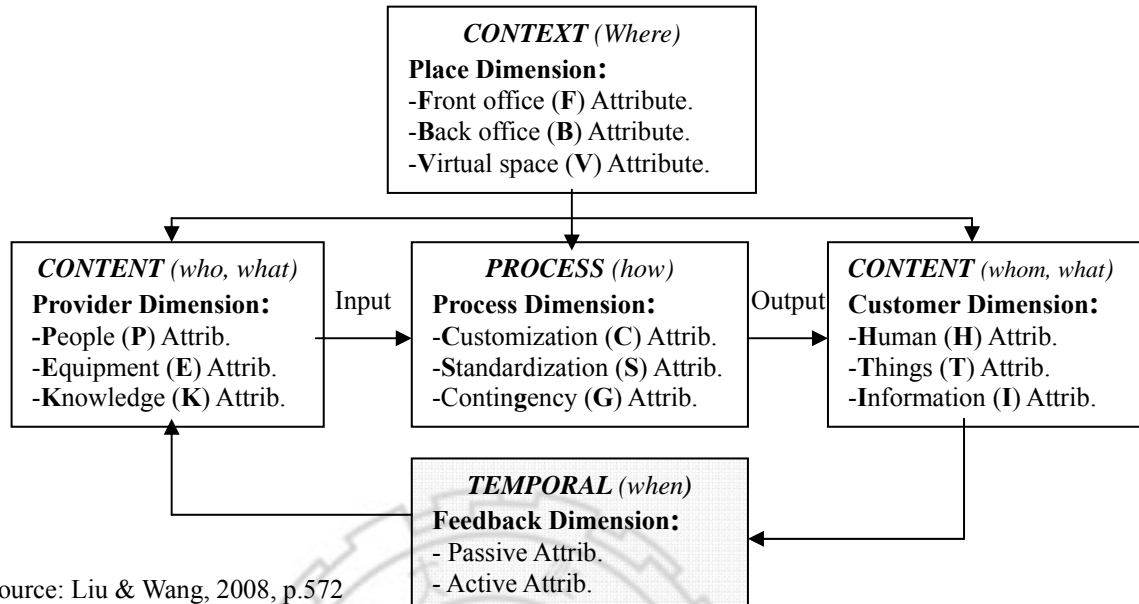 CONTEXT (Where)
Place Dimension:
-Front office (F) Attribute.
-Back office (B) Attribute.
-Virtual space (V) Attribute.
CONTENT (who, what)
Provider Dimension:
-People (P) Attrib.
-Equipment (E) Attrib.
-Knowledge (K) Attrib.
Input
PROCESS (how)
Process Dimension:
-Customization (C) Attrib.
-Standardization (S) Attrib.
-Contingency (G) Attrib.
Output
CONTENT (whom, what)
Customer Dimension:
-Human (H) Attrib.
-Things (T) Attrib.
-Information (I) Attrib.
TEMPORAL (when)
Feedback Dimension:
- Passive Attrib.
- Active Attrib.
ource: Liu & Wang, 2008, p.572